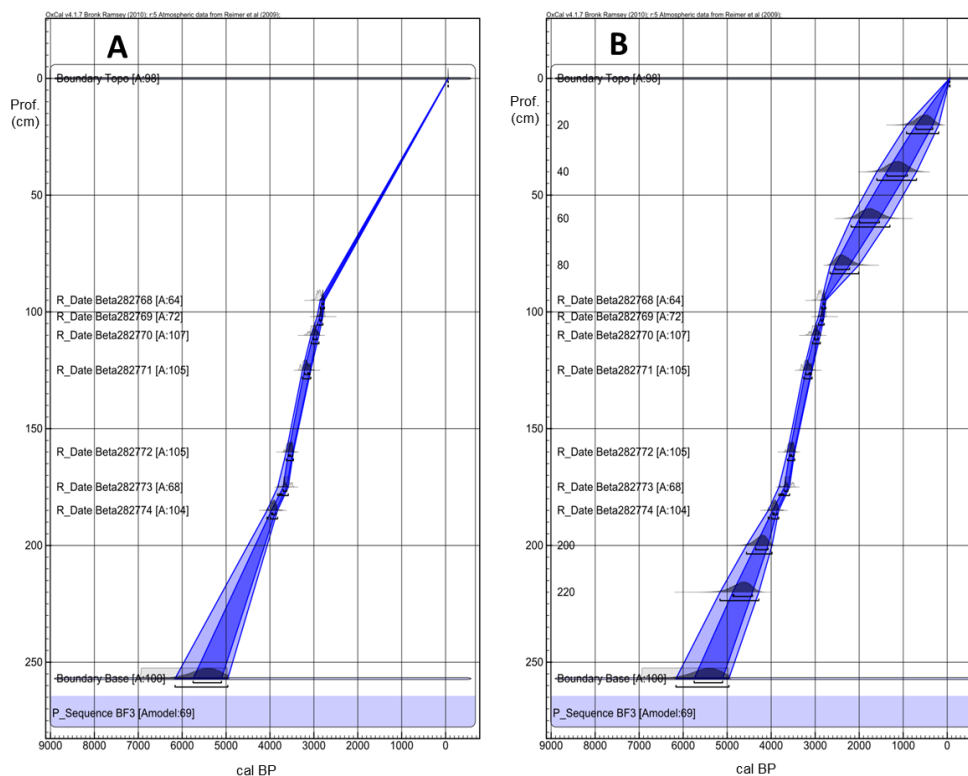 OxCal v4.1.7 Bronk Ramsey (2010); r:5 Atmospheric data from Reimer et al (2009);
A
0
Boundary Topo [A:98]
Prof.
(cm)
50
R_Date Beta282768 [A:64]
100
R_Date Beta282769 [A:72]
R_Date Beta282770 [A:107]
R_Date Beta282771 [A:105]
150
R_Date Beta282772 [A:105]
R_Date Beta282773 [A:68]
R_Date Beta282774 [A:104]
200
250
Boundary Base [A:100]
P_Sequence BF3 [Amodel:69]
9000 8000 7000 6000 5000 4000 3000 2000 1000 0
cal BP
OxCal v4.1.7 Bronk Ramsey (2010); r:5 Atmospheric data from Reimer et al (2009);
B
0
Boundary Topo [A:98]
Prof.
(cm)
20
40
50
60
80
R_Date Beta282768 [A:64]
100
R_Date Beta282769 [A:72]
R_Date Beta282770 [A:107]
R_Date Beta282771 [A:105]
150
R_Date Beta282772 [A:105]
R_Date Beta282773 [A:68]
R_Date Beta282774 [A:104]
200
200
220
250
Boundary Base [A:100]
P_Sequence BF3 [Amodel:69]
9000 8000 7000 6000 5000 4000 3000 2000 1000 0
cal BP